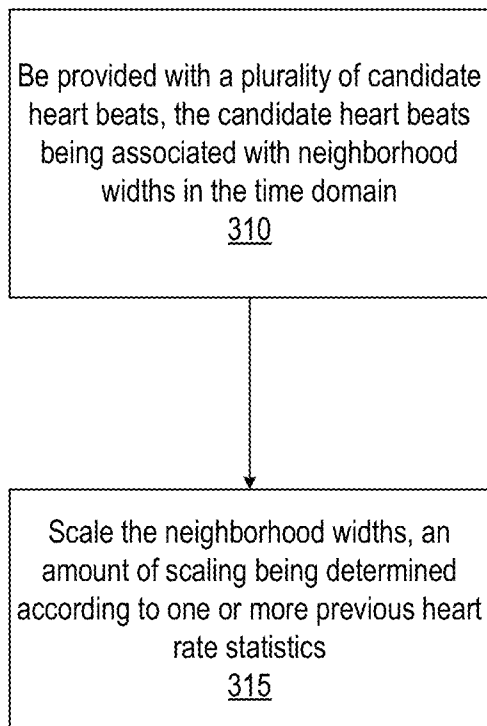 Be provided with a plurality of candidate
heart beats, the candidate heart beats
being associated with neighborhood
widths in the time domain
310
Scale the neighborhood widths, an
amount of scaling being determined
according to one or more previous heart
rate statistics
315